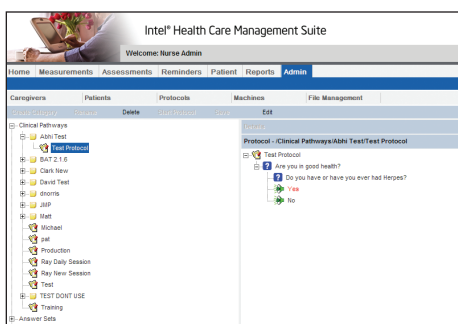 Intel® Health Care Management Suite
Welcome: Nurse Admin
Home Measurements Assessments Reminders Patient Reports Admin
Caregivers Patients Protocols Machines File Management
Delete Edit
Clinical Pathways
Abhi Test
Test Protocol
BAT 2.1.6
Clark New
David Test
dnorris
JMP
Matt
Michael
pat
Production
Ray Daily Session
Ray New Session
Test
TEST DONT USE
Training
Answer Sets
Protocol - /Clinical Pathways/Abhi Test/Test Protocol
Test Protocol
Are you in good health?
Do you have or have you ever had Herpes?
Yes
No